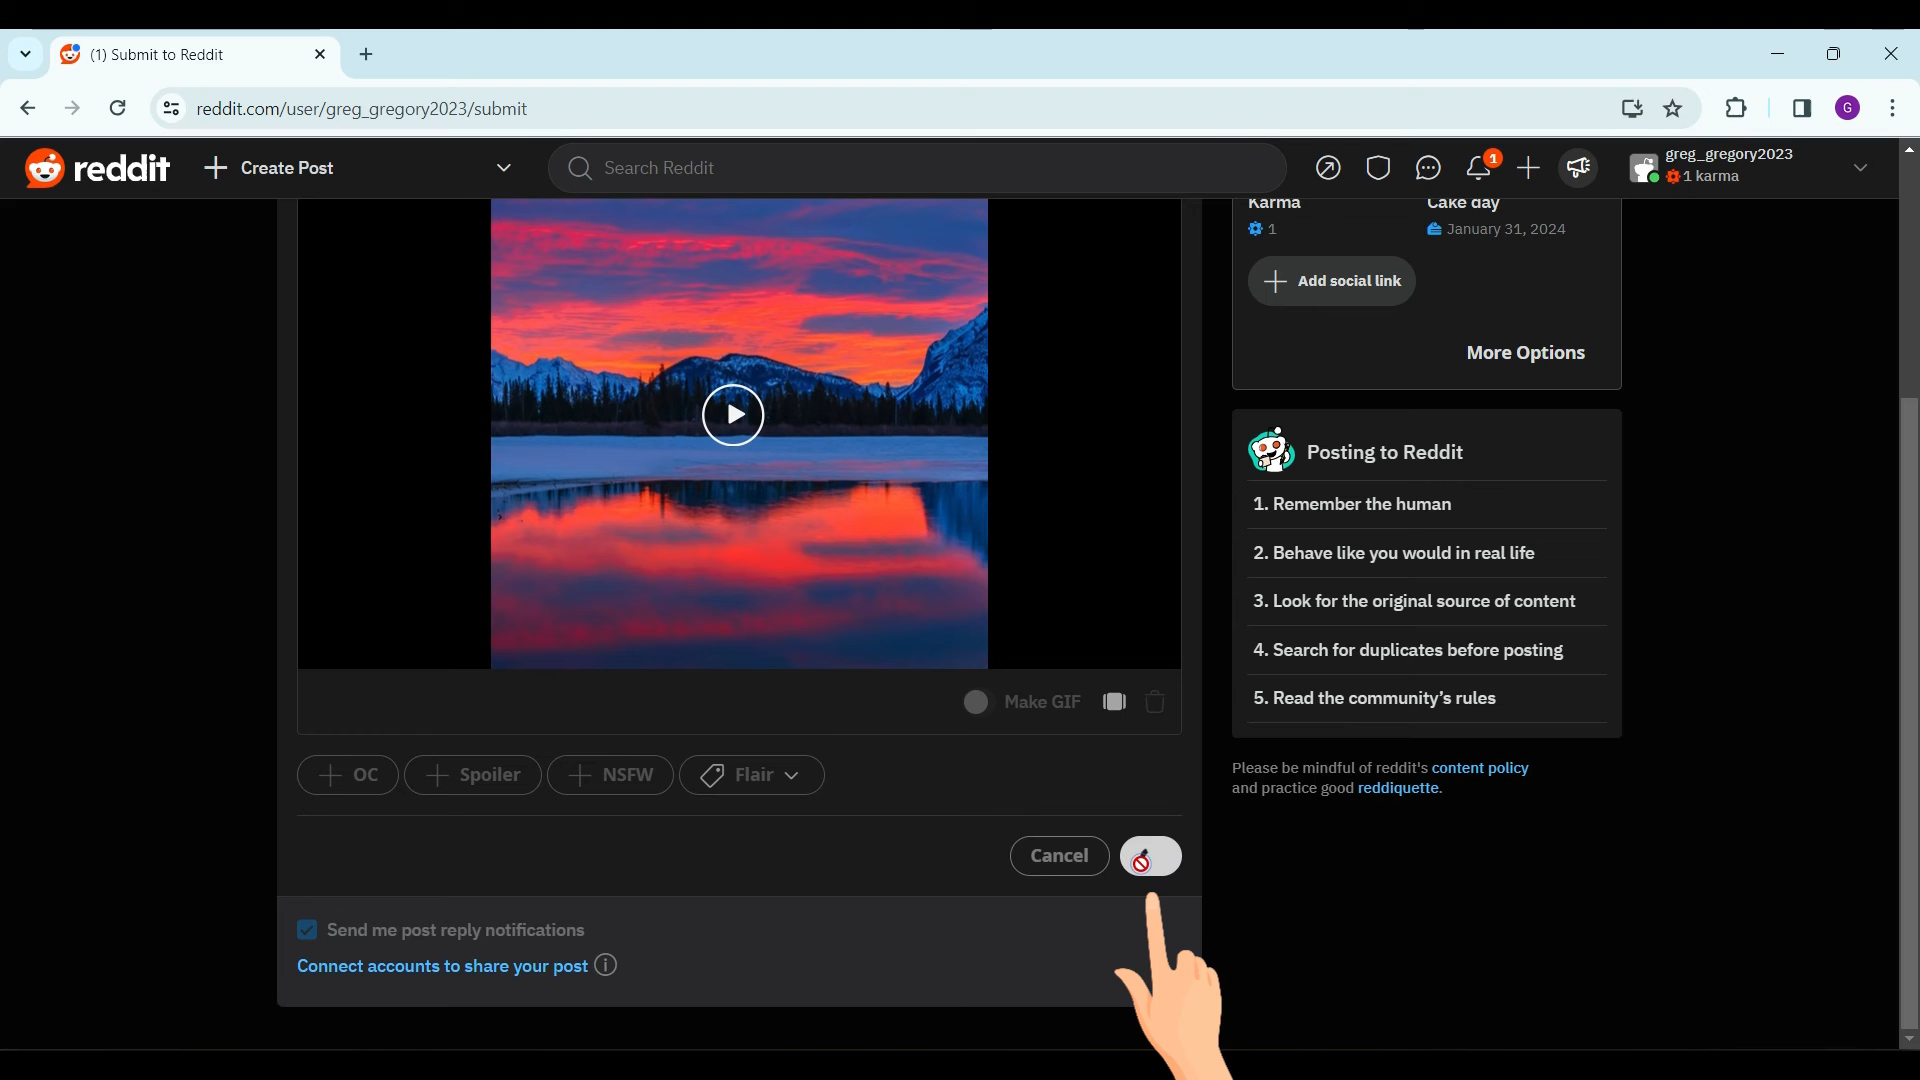 (1) Submit to Reddit
reddit.com/user/greg_gregory2023/submit
G
reddit
Create Post
Search Reddit
1
greg_gregory2023
1 karma
Karma
Cake day
1
January 31, 2024
Add social link
More Options
Posting to Reddit
1. Remember the human
2. Behave like you would in real life
3. Look for the original source of content
4. Search for duplicates before posting
5. Read the community's rules
Please be mindful of reddit's content policy
and practice good reddiquette.
Make GIF
OC
Spoiler
NSFW
Flair
Cancel
Send me post reply notifications
Connect accounts to share your post